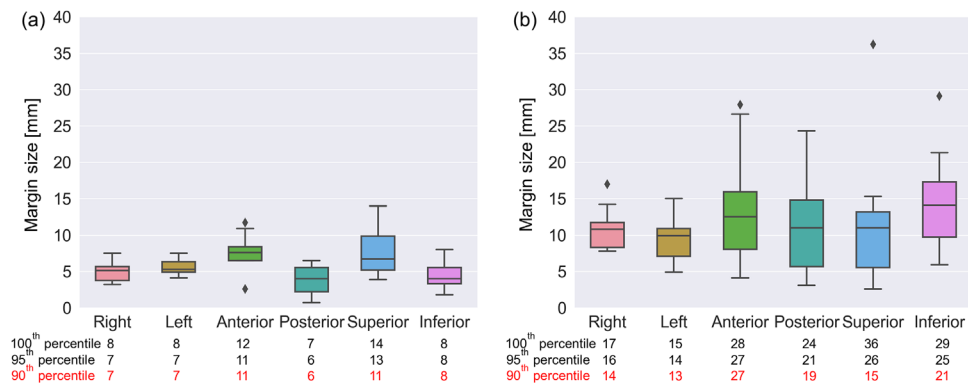 (a)
(b)
40
35
30
25
20
15
10
5
0
Margin size [mm]
Right Left Anterior Posterior Superior Inferior
100th percentile 8 8 12 7 14 8
95th percentile 7 7 11 6 13 8
90th percentile 7 7 11 6 11 8
40
35
30
25
20
15
10
5
0
Margin size [mm]
Right Left Anterior Posterior Superior Inferior
100th percentile 17 15 28 24 36 29
95th percentile 16 14 27 21 26 25
90th percentile 14 13 27 19 15 21